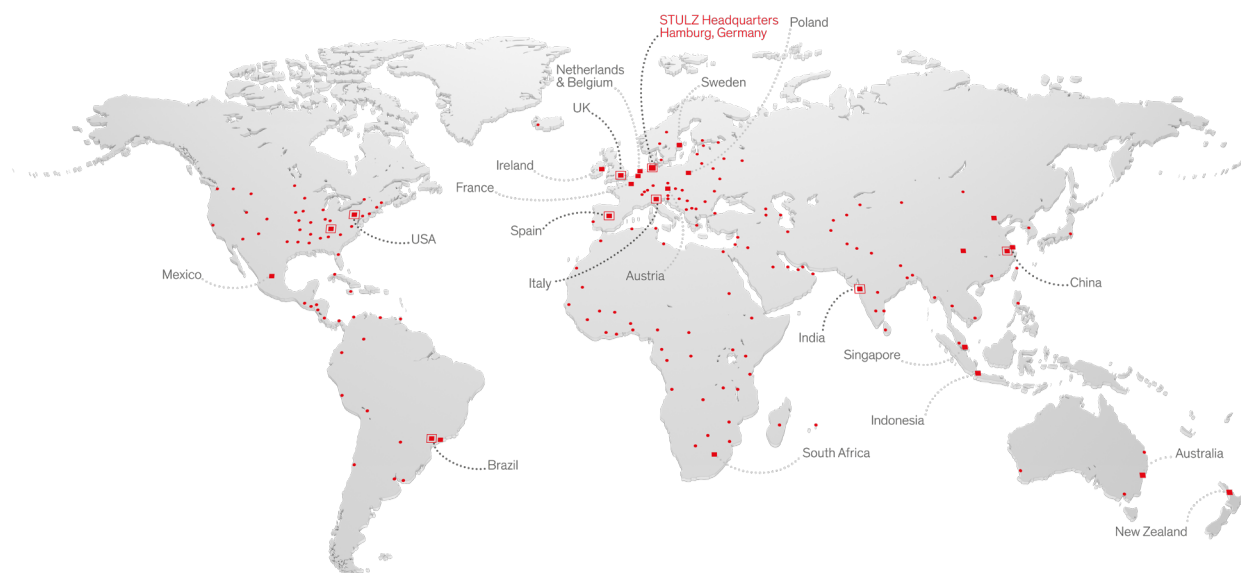 STULZ Headquarters
Hamburg, Germany
Poland
Netherlands
& Belgium
Sweden
UK
Ireland
France
Spain
USA
Italy
Austria
Mexico
China
India
Singapore
Indonesia
Brazil
South Africa
Australia
New Zealand